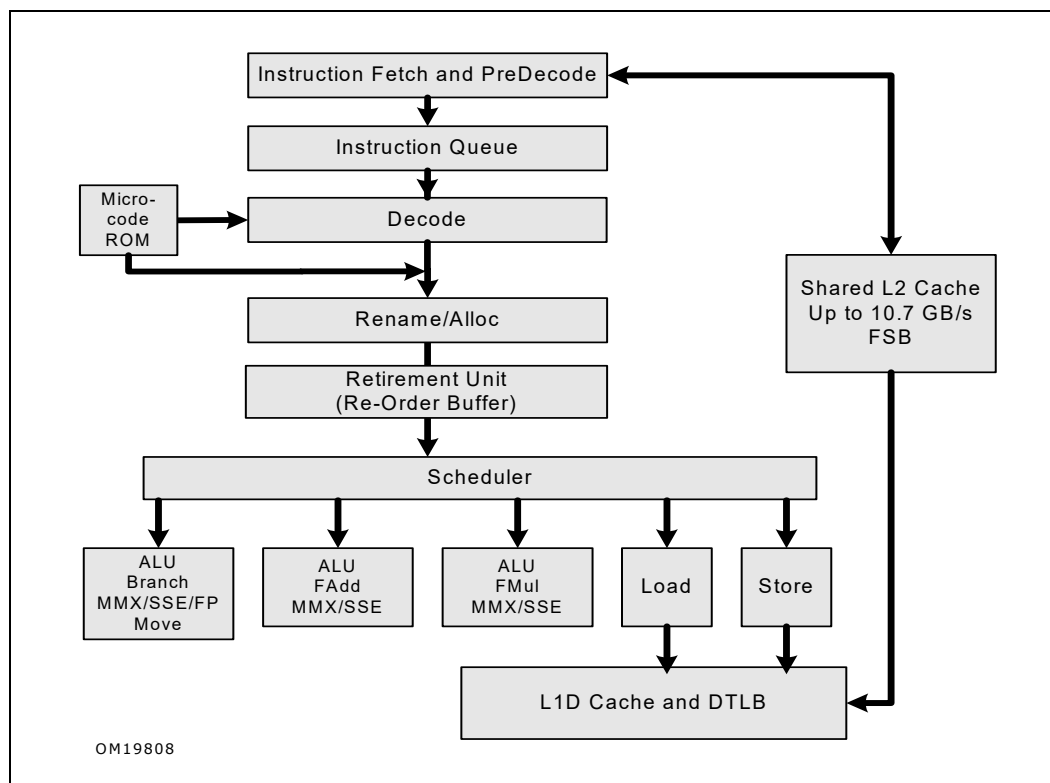 Instruction Fetch and PreDecode
Instruction Queue
Micro-
code
ROM
Decode
Shared L2 Cache
Up to 10.7 GB/s
FSB
Rename/Alloc
Retirement Unit
(Re-Order Buffer)
Scheduler
ALU
Branch
MMX/SSE/FP
Move
ALU
FAdd
MMX/SSE
ALU
FMul
MMX/SSE
Load
Store
L1D Cache and DTLB
OM19808